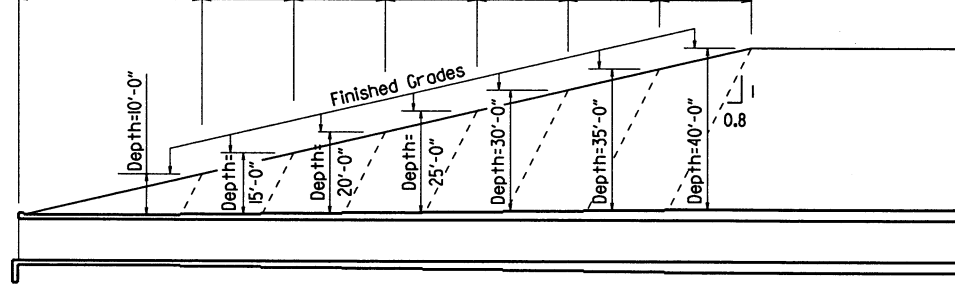 Finished Grades
Depth=10'-0"
Depth=
15'-0"
Depth=
20'-0"
Depth=
25'-0"
Depth=30'-0"
Depth=35'-0"
Depth=40'-0"
1
0.8